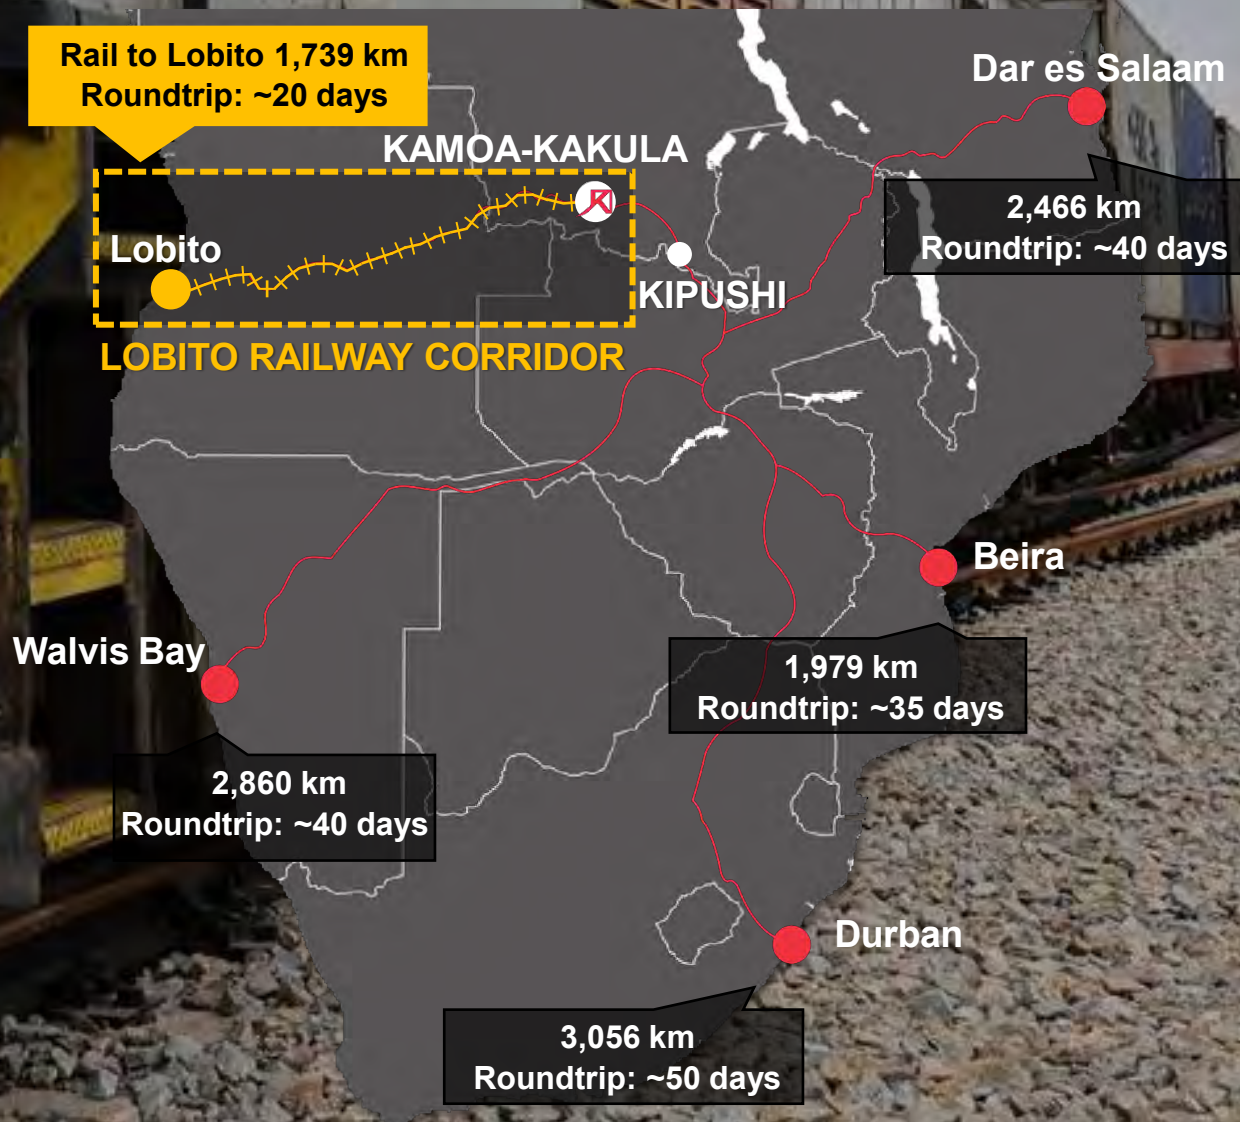 Rail to Lobito 1,739 km
Roundtrip: ~20 days
Dar es Salaam
KAMOA-KAKULA
2,466 km
Roundtrip: ~40 days
Lobito
KIPUSHI
LOBITO RAILWAY CORRIDOR
Beira
Walvis Bay
1,979 km
Roundtrip: ~35 days
2,860 km
Roundtrip: ~40 days
Durban
3,056 km
Roundtrip: ~50 days